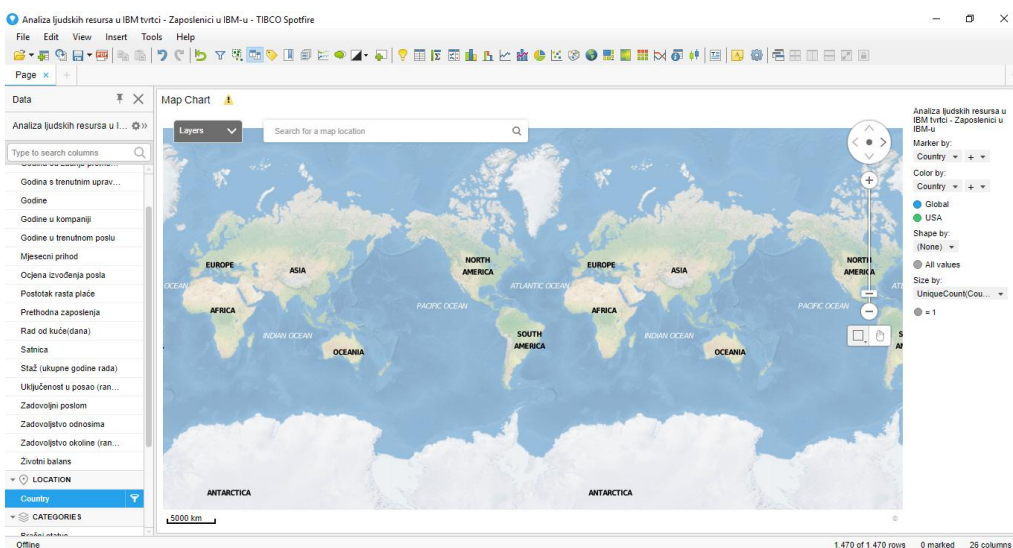 Analiza ljudskih resursa u IBM tvrtci - Zaposlenici u IBM-u - TIBCO Spotfire
File Edit View Insert Tools Help
Page × +
Data
Map Chart
Analiza ljudskih resursa u I...
Type to search columns
Godina s trenutnim uprav...
Godine
Godine u kompaniji
Godine u trenutnom poslu
Mjesecni prihod
Ocjena izvođenja posla
Postotak rasta plaće
Prethodna zaposlenja
Rad od kuće(dana)
Satnica
Staž (ukupne godine rada)
Uključenost u posao (ran...
Zadovoljni poslom
Zadovoljstvo odnosima
Zadovoljstvo okoline (ran...
Životni balans
LOCATION
Country
CATEGORIES
Bračni status
Layers
Search for a map location
EUROPE
ASIA
NORTH
AMERICA
EUROPE
ASIA
NORTH
AMERICA
OCEAN
ATLANTIC OCEAN
AT
AFRICA
PACIFIC OCEAN
AFRICA
PACIFIC OCEAN
INDIAN OCEAN
SOUTH
AMERICA
INDIAN OCEAN
S
OCEANIA
OCEANIA
ANTARCTICA
ANTARCTICA
5000 km
©
Analiza ljudskih resursa u
IBM tvrtci - Zaposlenici u
IBM-u
Marker by:
Country +
Color by:
Country +
Global
USA
Shape by:
(None)
All values
Size by:
UniqueCount(Cou...
= 1
Offline
1.470 of 1.470 rows 0 marked 26 columns